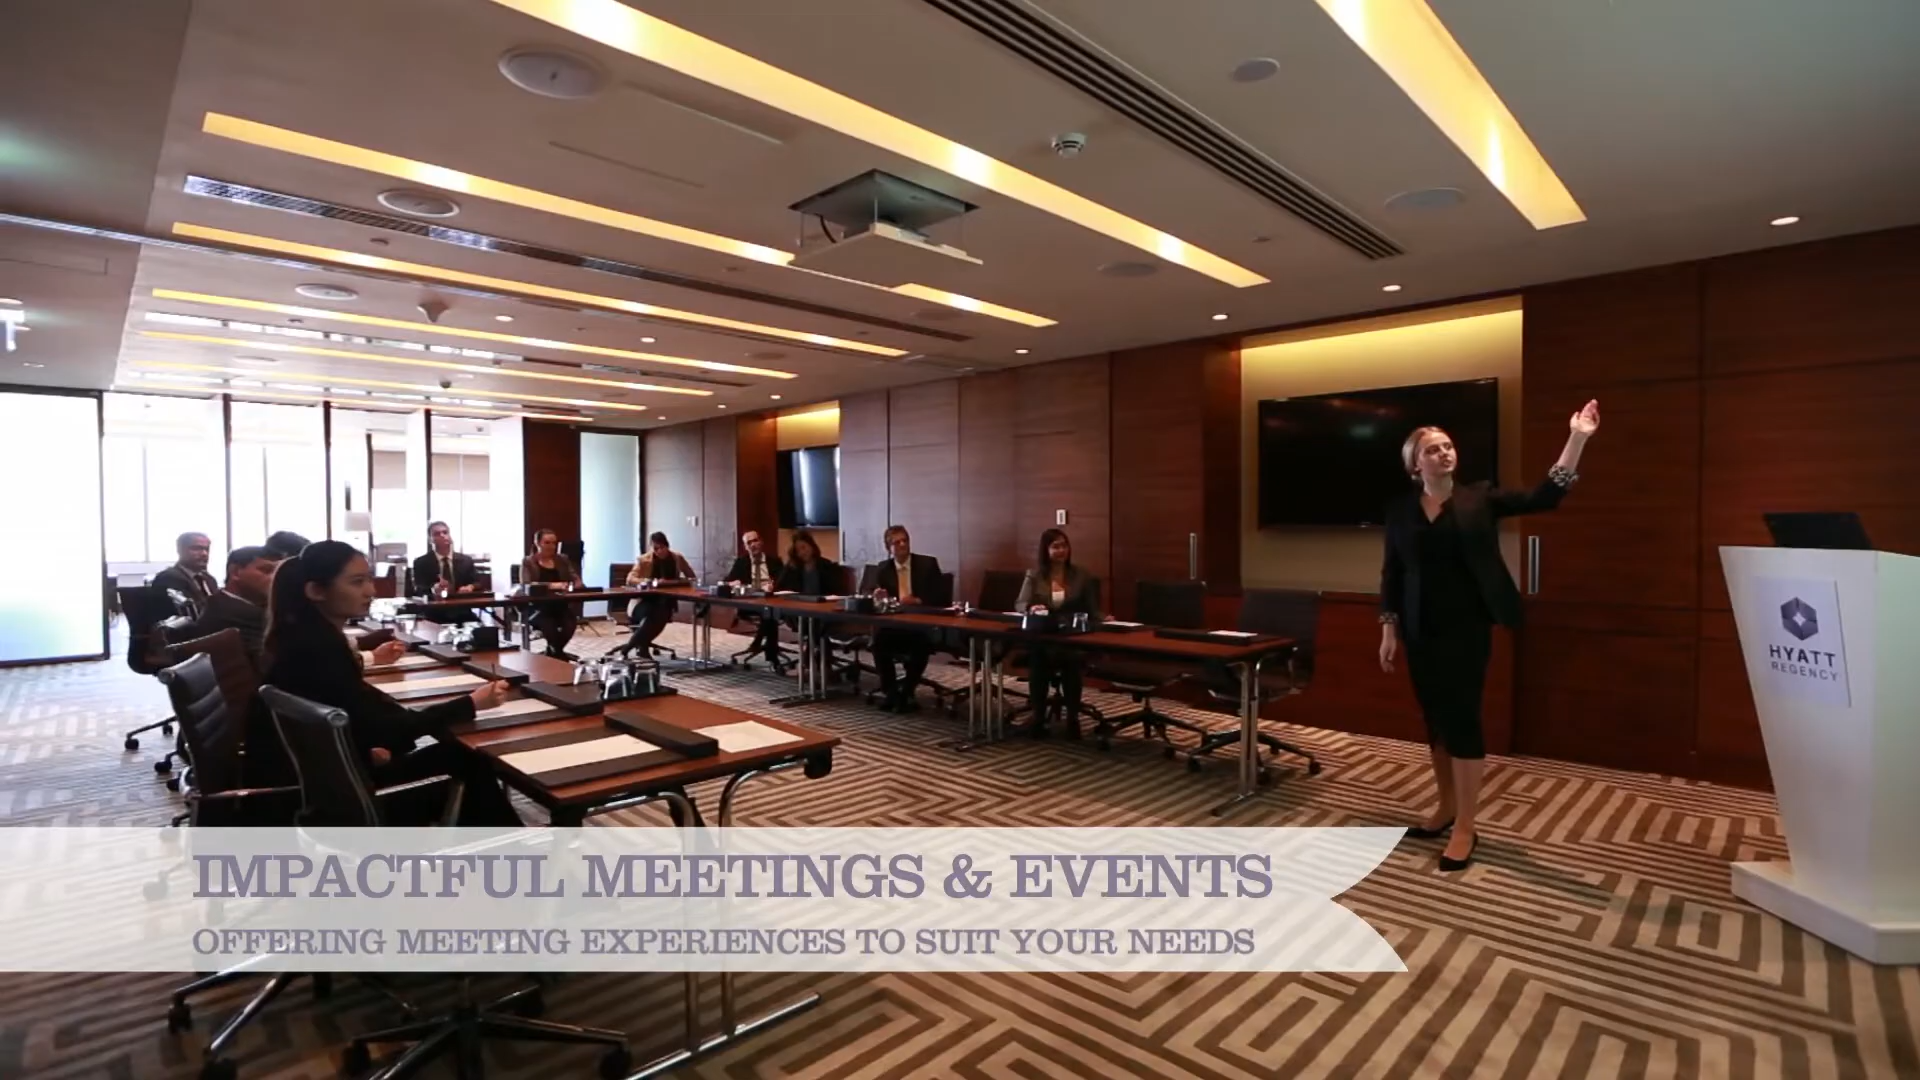 HYATT
REGENCY
IMPACTFUL MEETINGS & EVENTS
OFFERING MEETING EXPERIENCES TO SUIT YOUR NEEDS